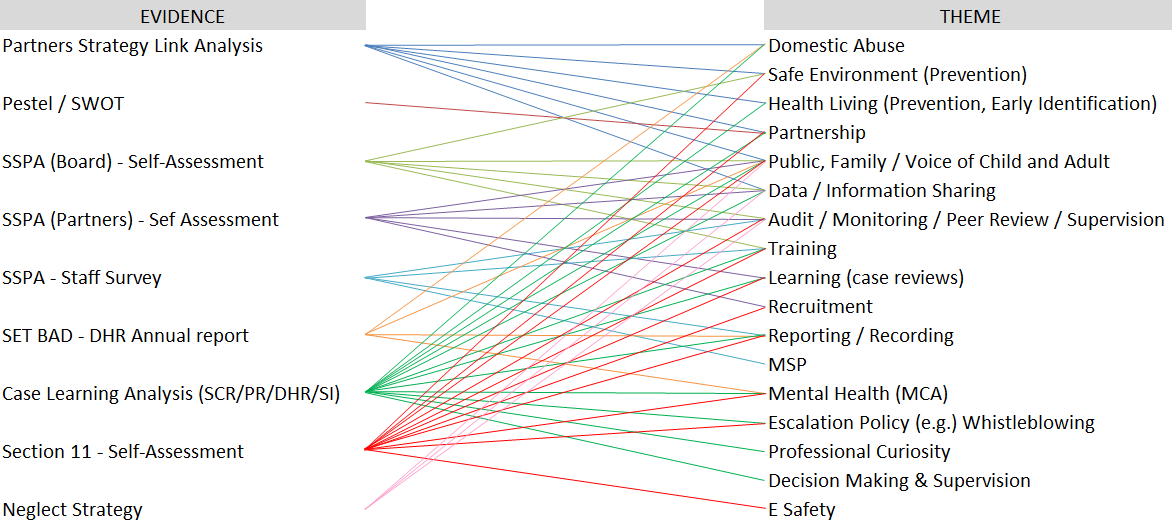 EVIDENCE THEME
Partners Strategy Link Analysis Domestic Abuse
Safe Environment (Prevention)
Pestel / SWOT Health Living (Prevention, Early Identification)
Partnership
SSPA (Board) - Self-Assessment Public, Family / Voice of Child and Adult
Data / Information Sharing
SSPA (Partners) - Sef Assessment Audit / Monitoring / Peer Review / Supervision
Training
SSPA - Staff Survey Learning (case reviews)
Recruitment
SET BAD - DHR Annual report Reporting / Recording
MSP
Case Learning Analysis (SCR/PR/DHR/SI) Mental Health (MCA)
Escalation Policy (e.g.) Whistleblowing
Section 11 - Self-Assessment Professional Curiosity
Decision Making & Supervision
Neglect Strategy E Safety